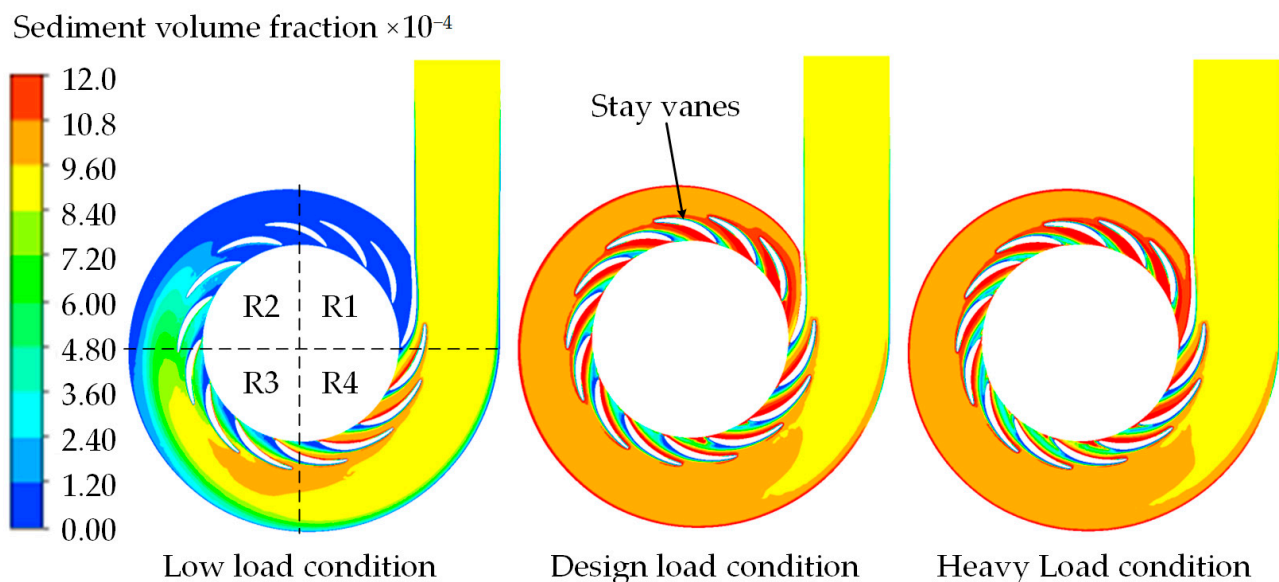 Sediment volume fraction ×10⁻⁴
12.0
10.8
9.60
8.40
7.20
6.00
4.80
3.60
2.40
1.20
0.00
Stay vanes
R2 R1
R3 R4
Low load condition
Design load condition
Heavy Load condition